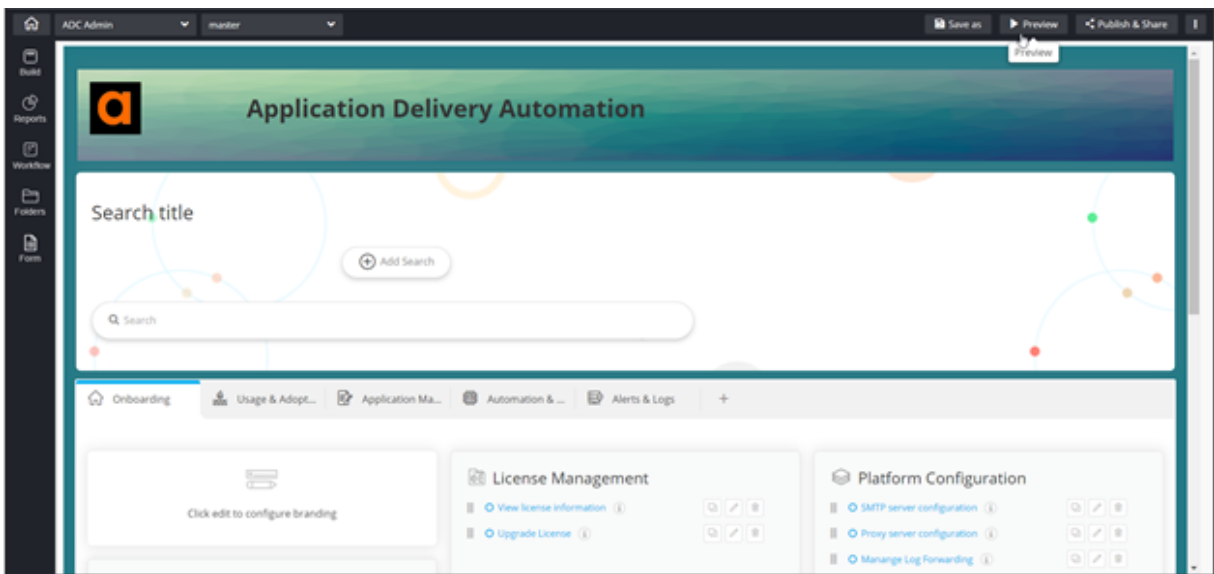 ADC Admin master Save as Preview Publish & Share
Preview
Build
Reports
Workflow
Folders
Form
a Application Delivery Automation
Search title
Add Search
Search
Onboarding Usage & Adopt... Application Ma... Automation & ... Alerts & Logs +
Click edit to configure branding
License Management
View license information
Upgrade License
Platform Configuration
SMTP server configuration
Proxy server configuration
Manange Log Forwarding